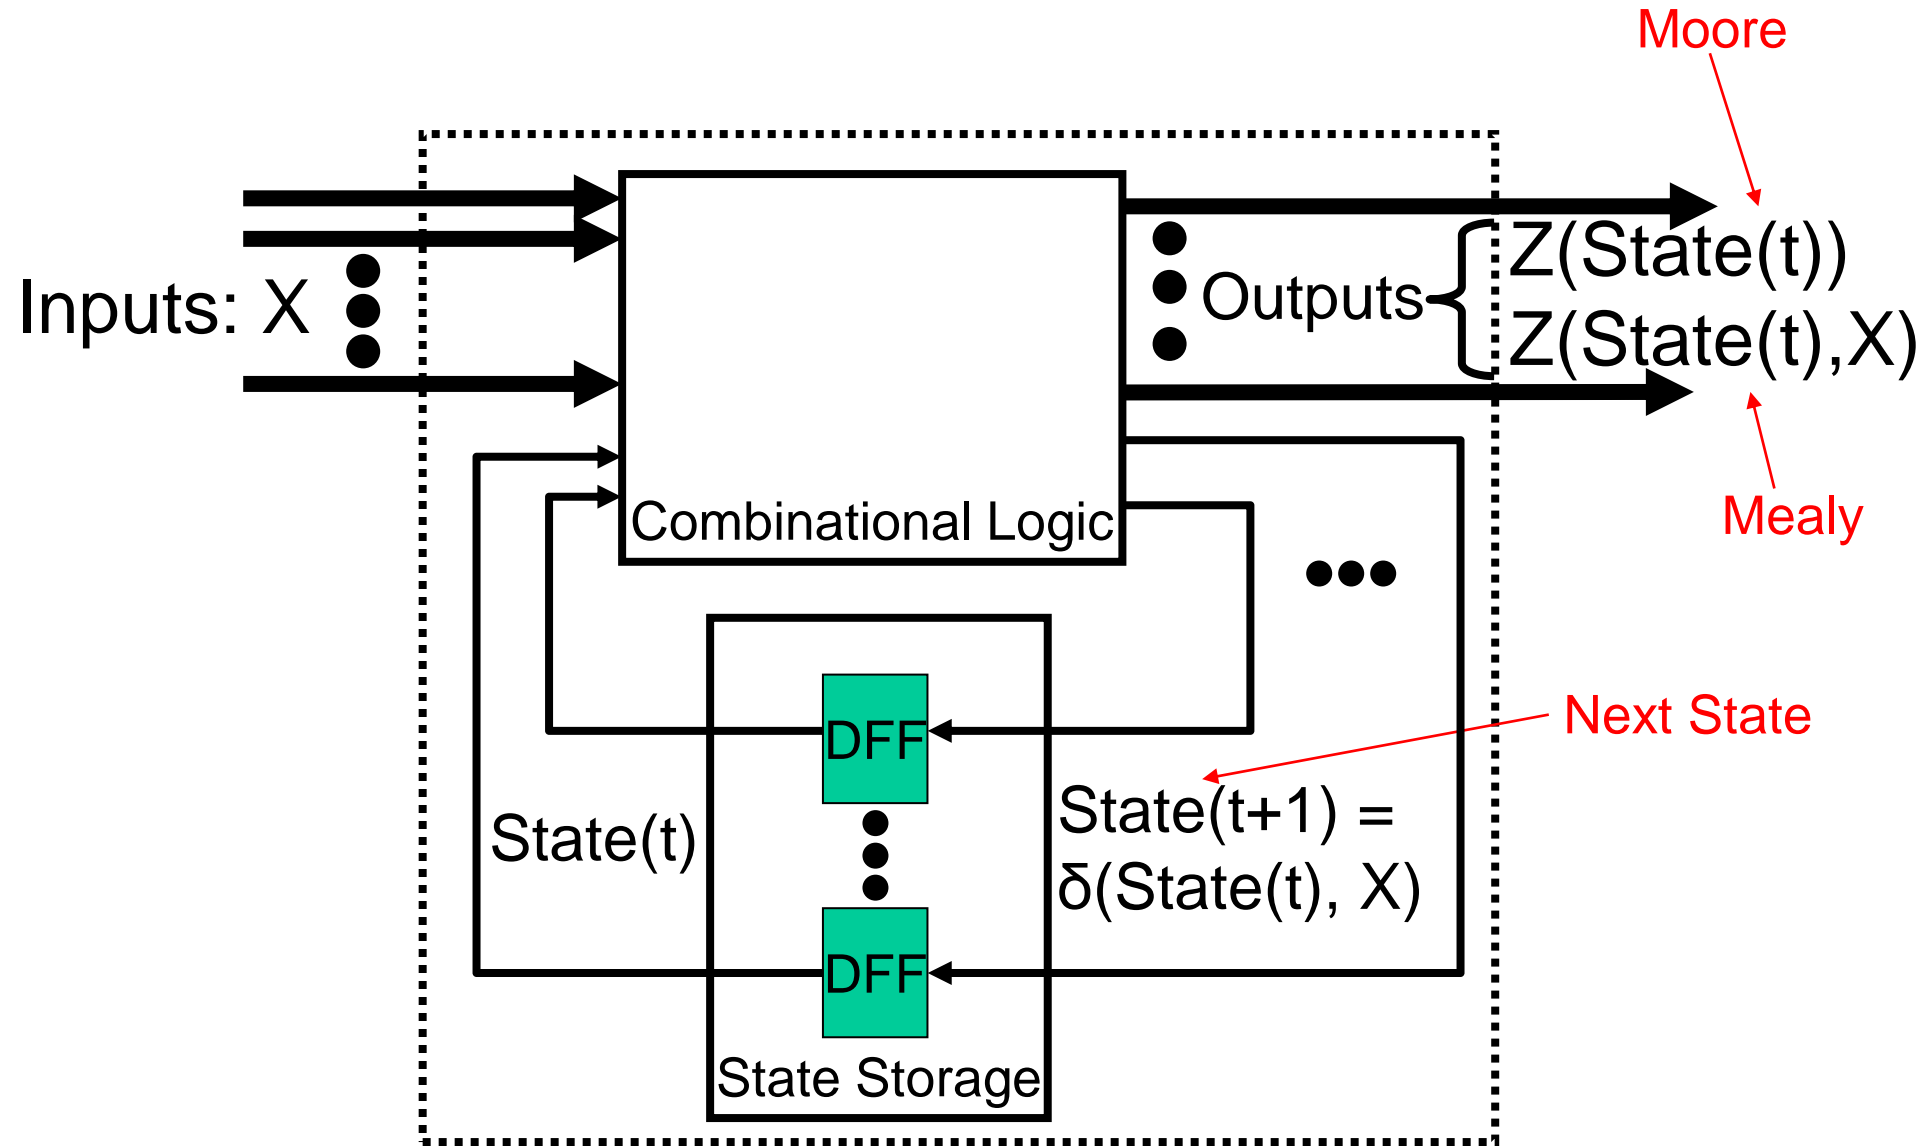 Moore
Inputs: X
Outputs
Z(State(t))
Z(State(t),X)
Mealy
Combinational Logic
DFF
Next State
State(t)
State(t+1) =
δ(State(t), X)
DFF
State Storage